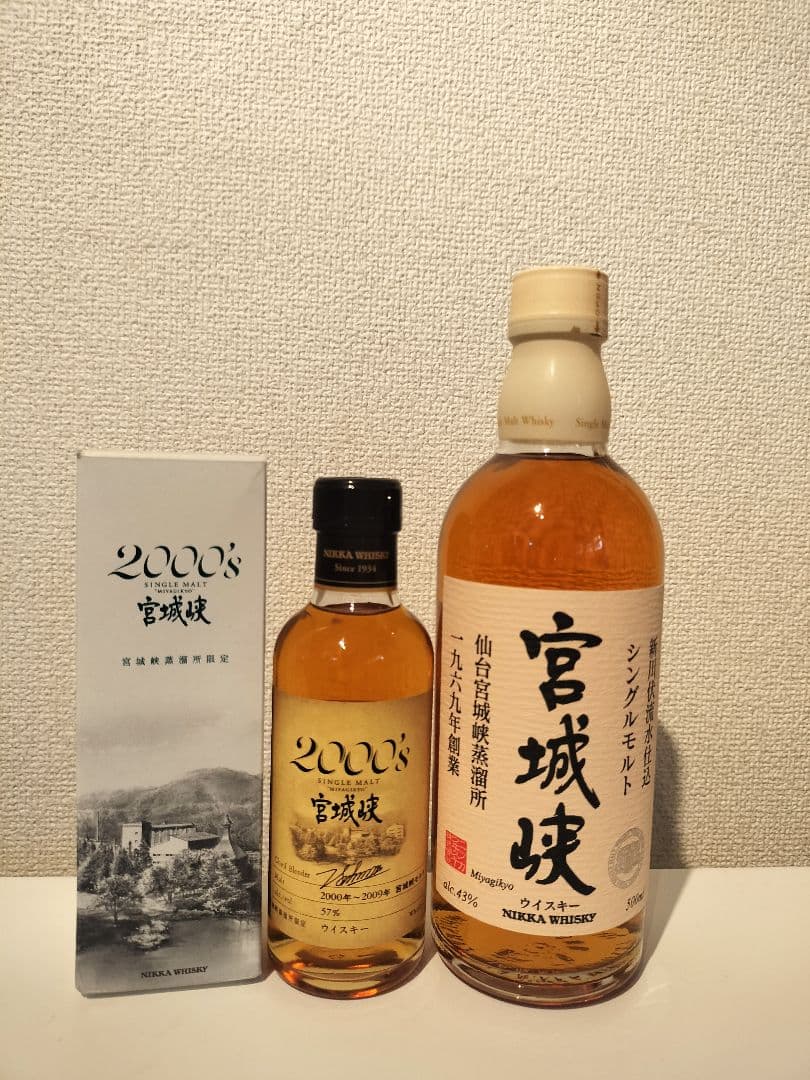 2000's
SINGLE MALT
"MIYAGIKYO"
宮城峡
宮城峡蒸溜所限定
NIKKA WHISKY
NIKKA WHISKY
Since 1934
2000's
SINGLE MALT
"MIYAGIKYO"
宮城峡
Chief Blender
2000年~2009年 宮城峡モ
57%
ウイスキー
Malt Whisky
Single
新川伏流水仕込
シングルモルト
宮城峡
仙台宮城峡蒸溜所
一九六九年創業
Miyagikyo
alc.43%
ウイスキー
500ml
NIKKA WHISKY